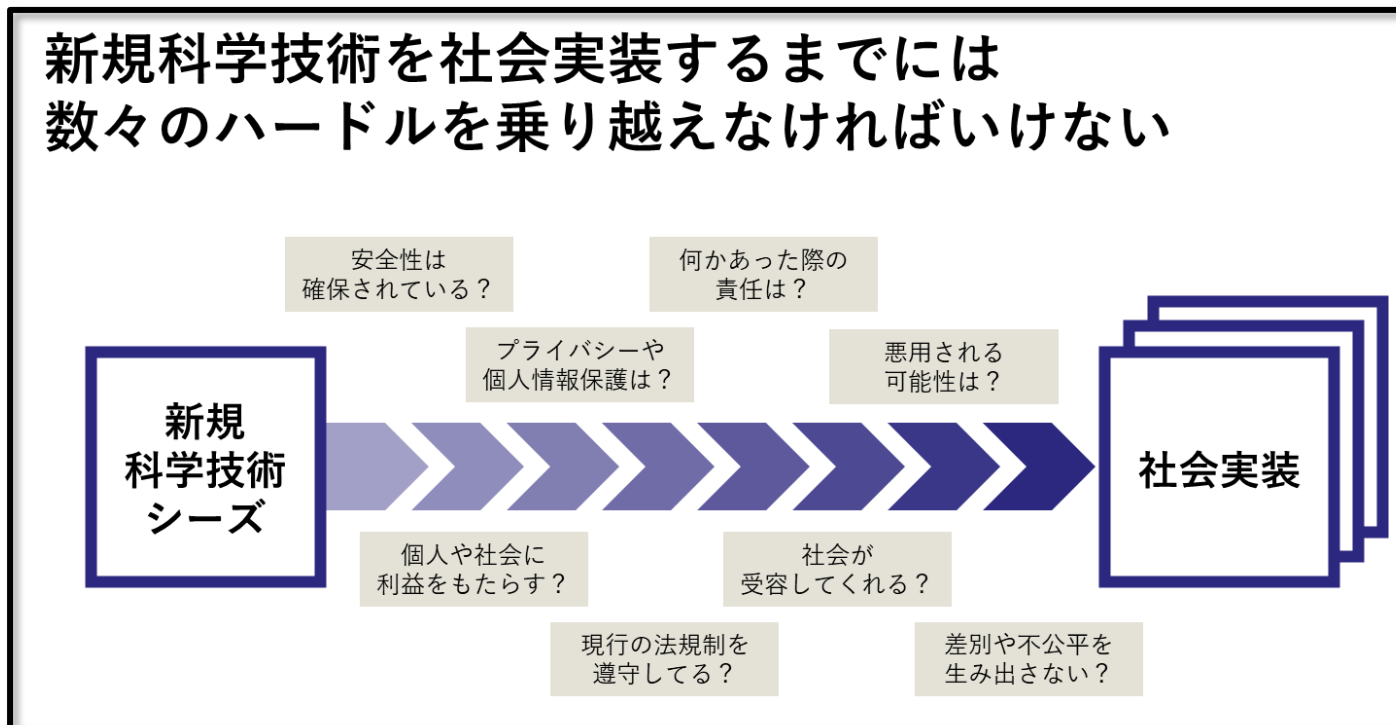 新規科学技術を社会実装するまでには
数々のハードルを乗り越えなければいけない
安全性は
確保されている？
何かあった際の
責任は？
プライバシーや
個人情報保護は？
悪用される
可能性は？
新規
科学技術
シーズ
社会実装
個人や社会に
利益をもたらす？
社会が
受容してくれる？
現行の法規制を
遵守してる？
差別や不公平を
生み出さない？